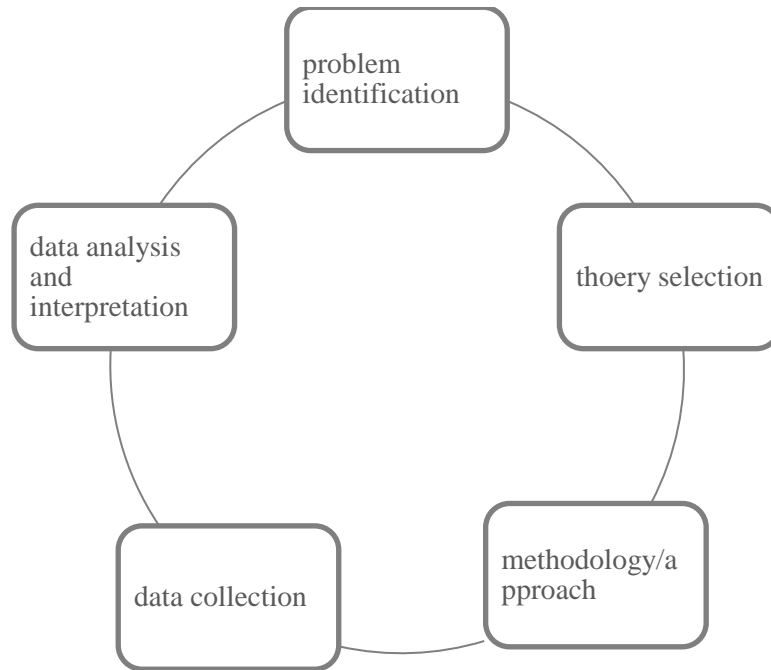 problem
identification
thoery selection
methodology/a
pproach
data collection
data analysis
and
interpretation